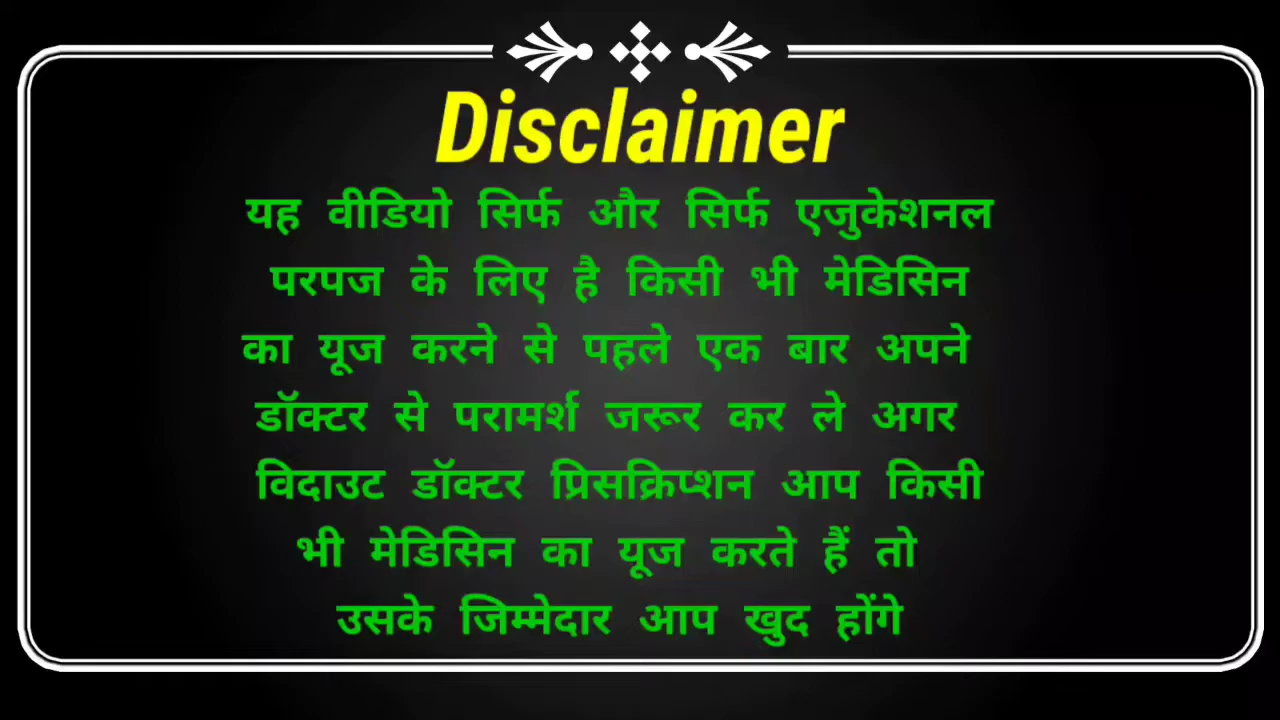 Disclaimer
यह वीडियो सिर्फ और सिर्फ एजुकेशनल
परपज के लिए है किसी भी मेडिसिन
का यूज करने से पहले एक बार अपने
डॉक्टर से परामर्श जरूर कर ले अगर
विदाउट डॉक्टर प्रिसक्रिप्शन आप किसी
भी मेडिसिन का यूज करते हैं तो
उसके जिम्मेदार आप खुद होंगे